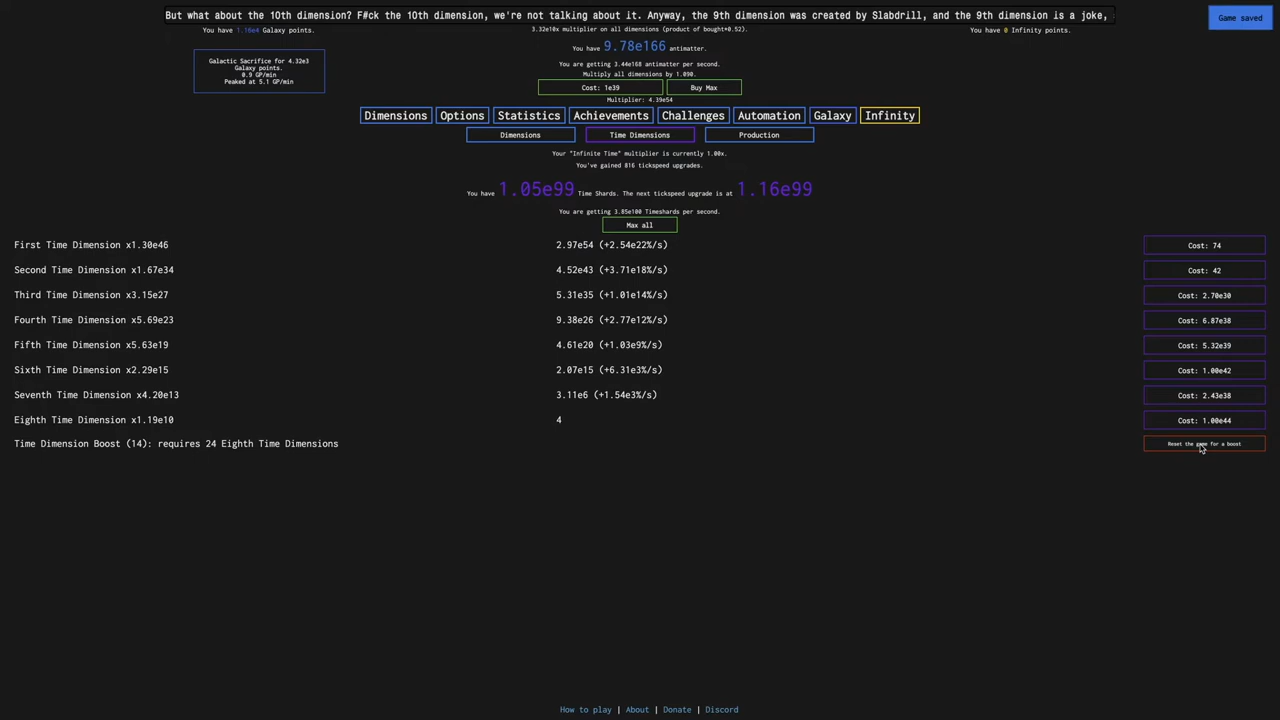 But what about the 10th dimension? F#ck the 10th dimension, we're not talking about it. Anyway, the 9th dimension was created by Slabdrill, and the 9th dimension is a joke,
Game saved
You have 1.16e4 Galaxy points.
3.32e10x multiplier on all dimensions (product of bought*0.52).
You have 0 Infinity points.
You have 9.78e166 antimatter.
Galactic Sacrifice for 4.32e3
Galaxy points.
0.9 GP/min
Peaked at 5.1 GP/min
You are getting 3.44e168 antimatter per second.
Multiply all dimensions by 1.090.
Cost: 1e39
Buy Max
Multiplier: 4.39e54
Dimensions
Options
Statistics
Achievements
Challenges
Automation
Galaxy
Infinity
Dimensions
Time Dimensions
Production
Your "Infinite Time" multiplier is currently 1.00x.
You've gained 816 tickspeed upgrades.
You have 1.05e99 Time Shards. The next tickspeed upgrade is at 1.16e99
You are getting 3.85e100 Timeshards per second.
Max all
First Time Dimension x1.30e46 2.97e54 (+2.54e22%/s) Cost: 74
Second Time Dimension x1.67e34 4.52e43 (+3.71e18%/s) Cost: 42
Third Time Dimension x3.15e27 5.31e35 (+1.01e14%/s) Cost: 2.70e30
Fourth Time Dimension x5.69e23 9.38e26 (+2.77e12%/s) Cost: 6.87e38
Fifth Time Dimension x5.63e19 4.61e20 (+1.03e9%/s) Cost: 5.32e39
Sixth Time Dimension x2.29e15 2.07e15 (+6.31e3%/s) Cost: 1.00e42
Seventh Time Dimension x4.20e13 3.11e6 (+1.54e3%/s) Cost: 2.43e38
Eighth Time Dimension x1.19e10 4 Cost: 1.00e44
Time Dimension Boost (14): requires 24 Eighth Time Dimensions Reset the game for a boost
How to play | About | Donate | Discord